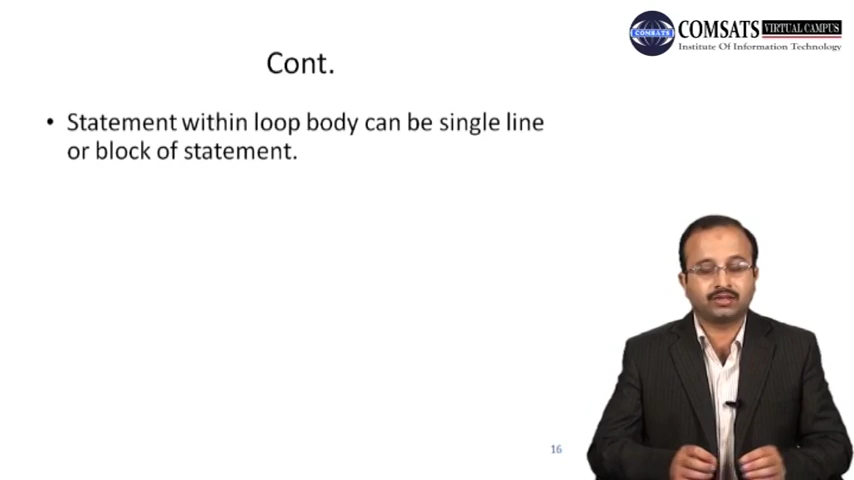 COMSATS
COMSATS VIRTUAL CAMPUS
Institute Of Information Technology
Cont.
• Statement within loop body can be single line
or block of statement.
16